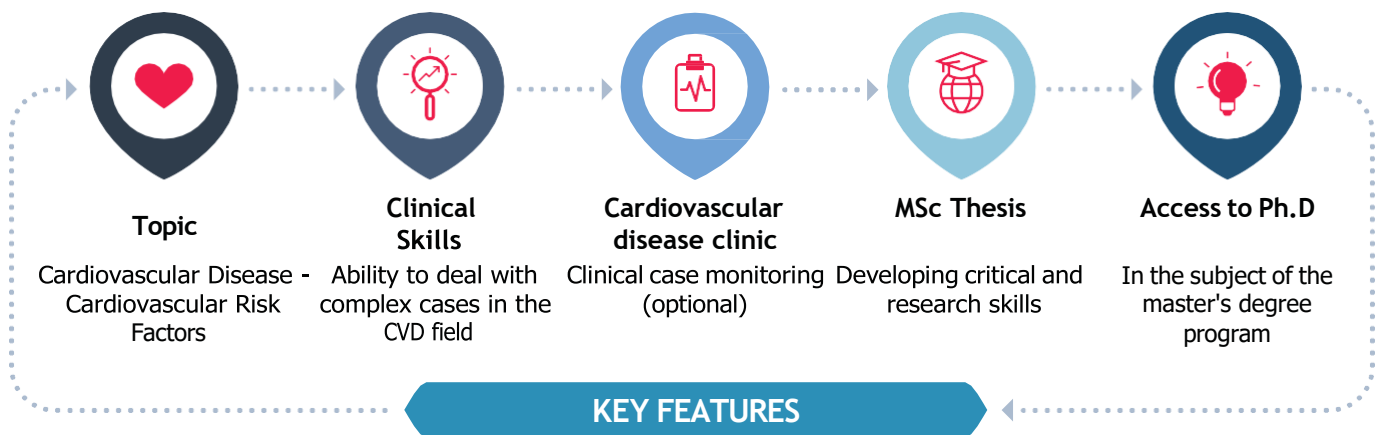 Topic
Cardiovascular Disease -
Cardiovascular Risk
Factors
Clinical
Skills
Ability to deal with
complex cases in the
CVD field
Cardiovascular
disease clinic
Clinical case monitoring
(optional)
MSc Thesis
Developing critical and
research skills
Access to Ph.D
In the subject of the
master's degree
program
KEY FEATURES